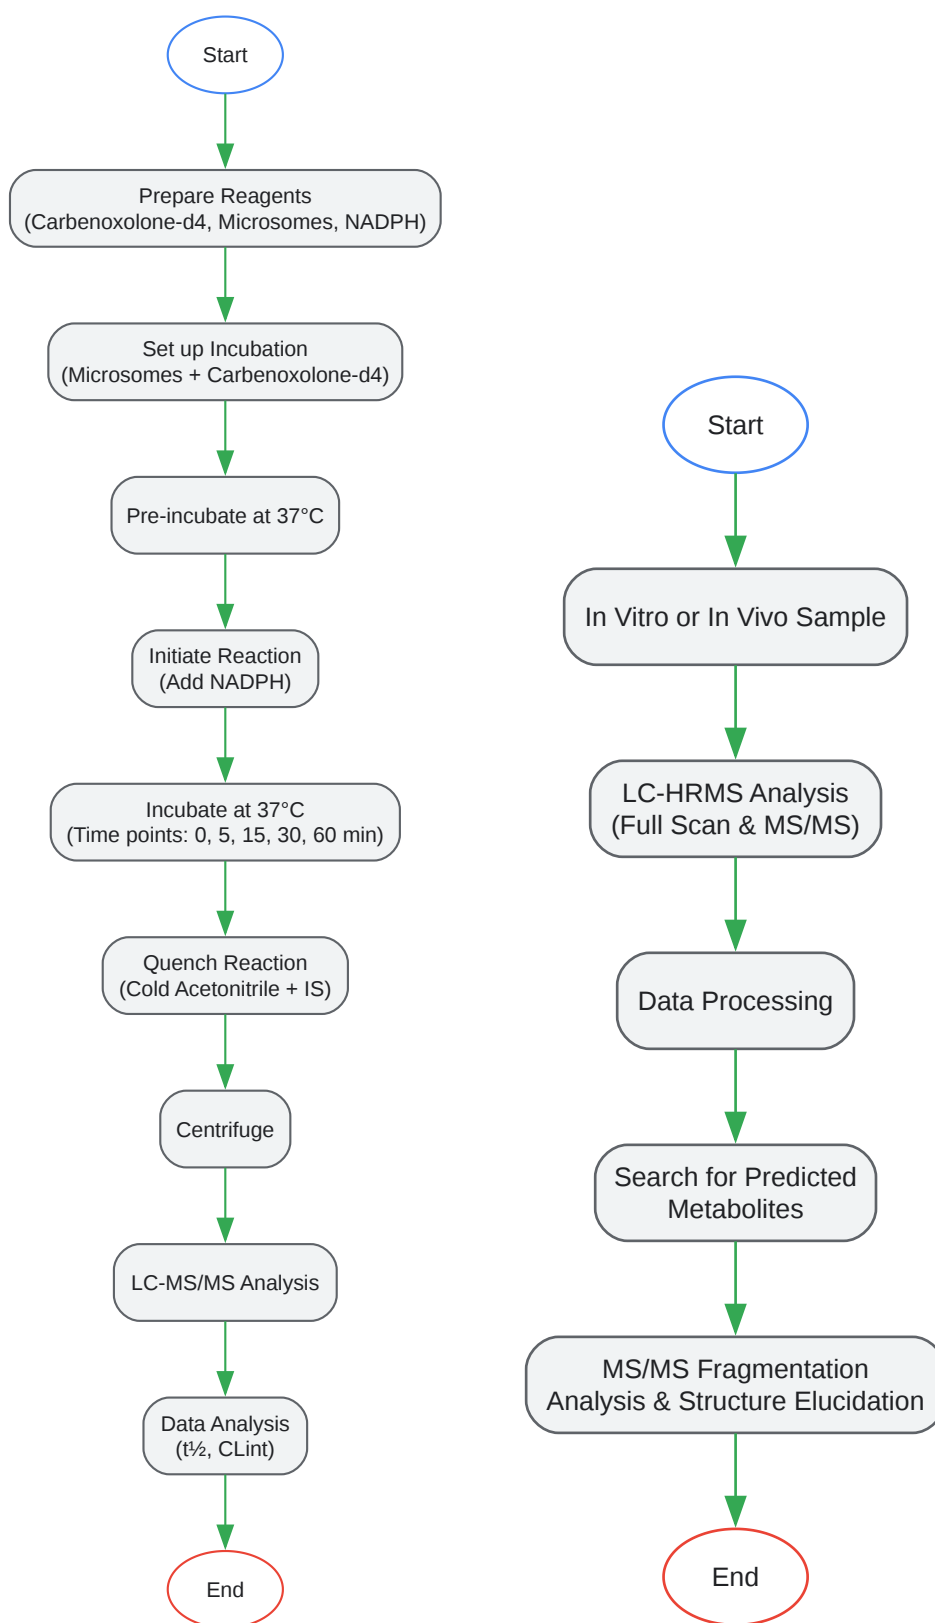 Start
Prepare Reagents
(Carbenoxolone-d4, Microsomes, NADPH)
Set up Incubation
(Microsomes + Carbenoxolone-d4)
Pre-incubate at 37°C
Initiate Reaction
(Add NADPH)
Incubate at 37°C
(Time points: 0, 5, 15, 30, 60 min)
Quench Reaction
(Cold Acetonitrile + IS)
Centrifuge
LC-MS/MS Analysis
Data Analysis
(t½, CLint)
End
Start
In Vitro or In Vivo Sample
LC-HRMS Analysis
(Full Scan & MS/MS)
Data Processing
Search for Predicted
Metabolites
MS/MS Fragmentation
Analysis & Structure Elucidation
End